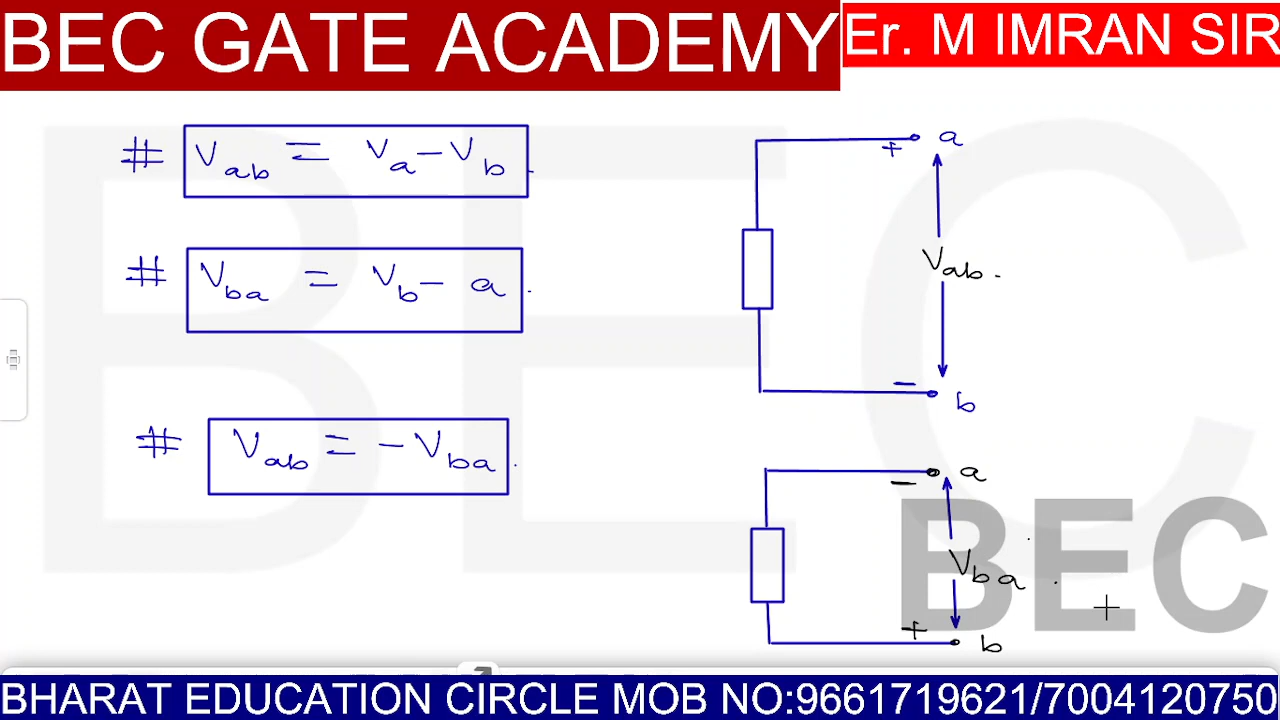 BEC GATE ACADEMY
Er. M IMRAN SIR
# Vab = Va - Vb.
# Vba = Vb - a.
# Vab = -Vba.
+ a
Vab.
- b
- a
Vba.
+ b
BEC
BEC
BHARAT EDUCATION CIRCLE MOB NO:9661719621/7004120750